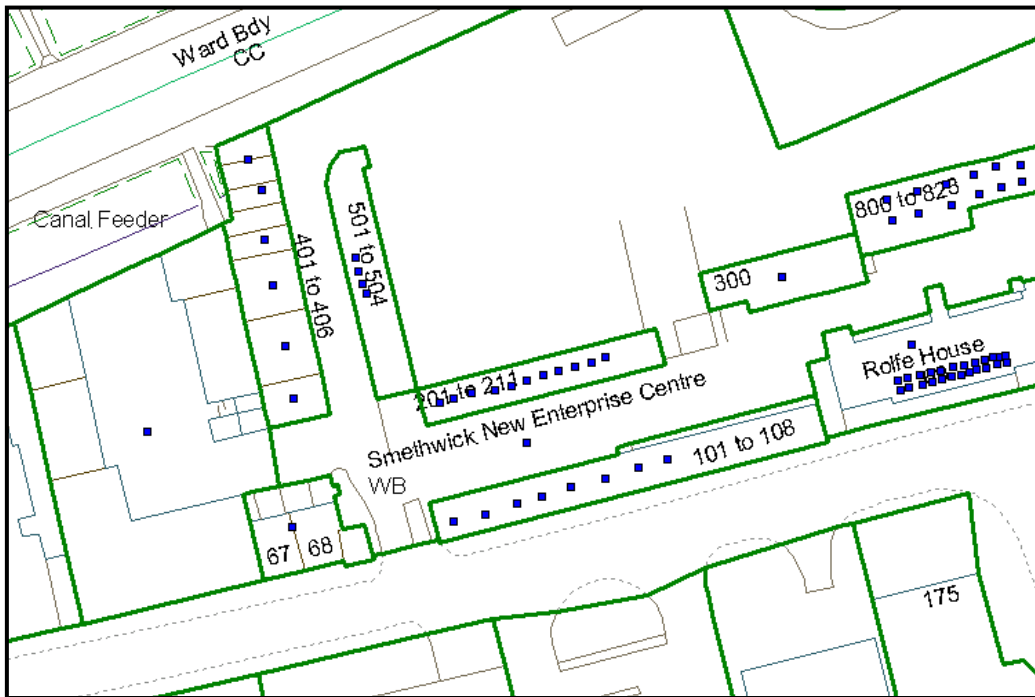 Ward Bdy
CC
Canal Feeder
501 to 504
401 to 406
800 to 823
300
Rolfe House
201 to 211
Smethwick New Enterprise Centre
101 to 108
WB
67
68
175